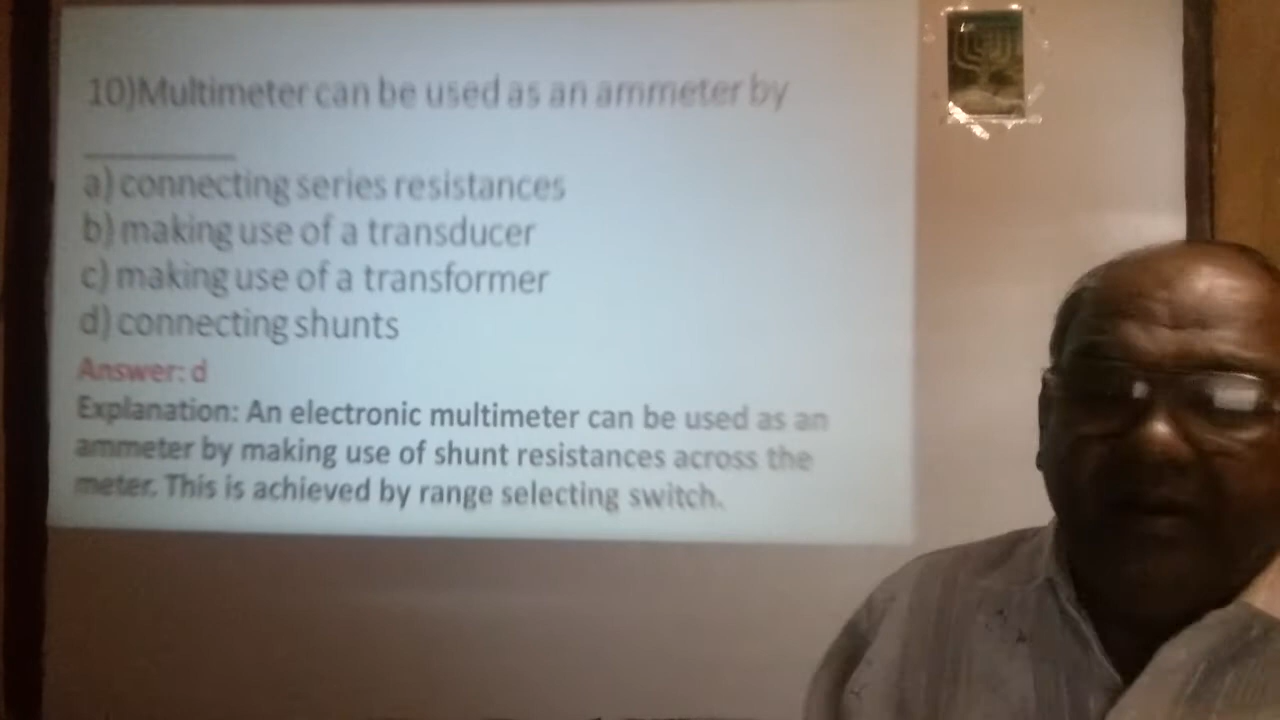 10)Multimeter can be used as an ammeter by
__________
a) connecting series resistances
b) making use of a transducer
c) making use of a transformer
d) connecting shunts
Answer: d
Explanation: An electronic multimeter can be used as an
ammeter by making use of shunt resistances across the
meter. This is achieved by range selecting switch.